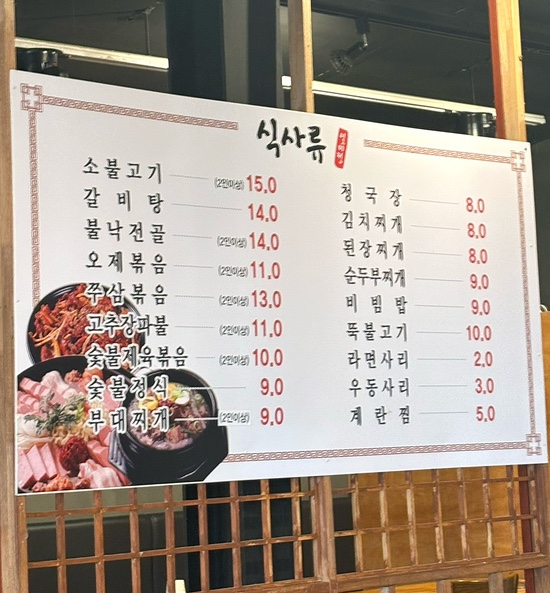 식사류
소불고기 (2인이상) 15.0
갈비탕 14.0
불낙전골 (2인이상) 14.0
오제볶음 (2인이상) 11.0
쭈삼볶음 (2인이상) 13.0
고추장파불 (2인이상) 11.0
숯불제육볶음 (2인이상) 10.0
숯불정식 9.0
부대찌개 (2인이상) 9.0
청국장 8.0
김치찌개 8.0
된장찌개 8.0
순두부찌개 9.0
비빔밥 9.0
뚝불고기 10.0
라면사리 2.0
우동사리 3.0
계란찜 5.0